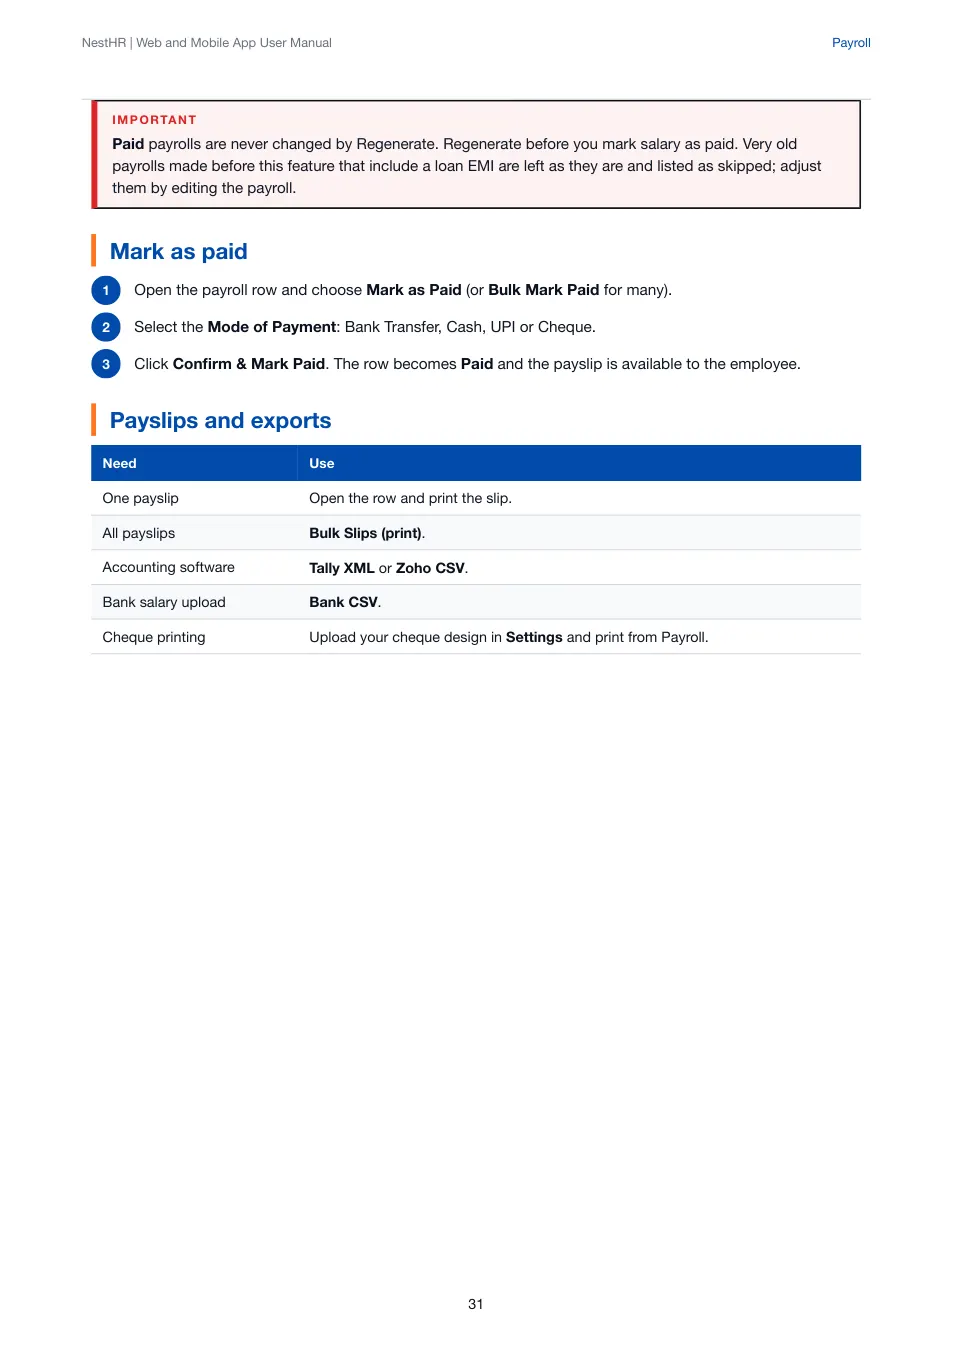 NestHR | Web and Mobile App User Manual
Payroll
IMPORTANT
Paid payrolls are never changed by Regenerate. Regenerate before you mark salary as paid. Very old
payrolls made before this feature that include a loan EMI are left as they are and listed as skipped; adjust
them by editing the payroll.
Mark as paid
1 Open the payroll row and choose Mark as Paid (or Bulk Mark Paid for many).
2 Select the Mode of Payment: Bank Transfer, Cash, UPI or Cheque.
3 Click Confirm & Mark Paid. The row becomes Paid and the payslip is available to the employee.
Payslips and exports
Need Use
One payslip Open the row and print the slip.
All payslips Bulk Slips (print).
Accounting software Tally XML or Zoho CSV.
Bank salary upload Bank CSV.
Cheque printing Upload your cheque design in Settings and print from Payroll.
31